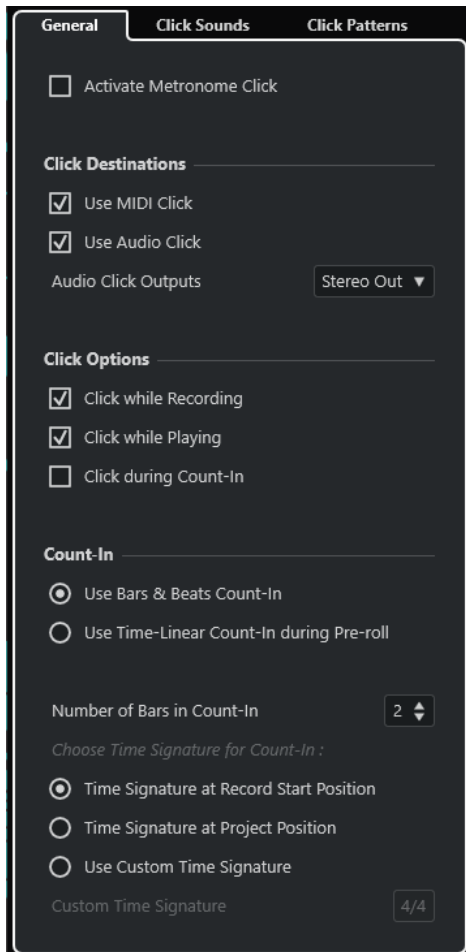 General Click Sounds Click Patterns
Activate Metronome Click
Click Destinations
Use MIDI Click
Use Audio Click
Audio Click Outputs Stereo Out
Click Options
Click while Recording
Click while Playing
Click during Count-In
Count-In
Use Bars & Beats Count-In
Use Time-Linear Count-In during Pre-roll
Number of Bars in Count-In 2
Choose Time Signature for Count-In :
Time Signature at Record Start Position
Time Signature at Project Position
Use Custom Time Signature
Custom Time Signature 4/4